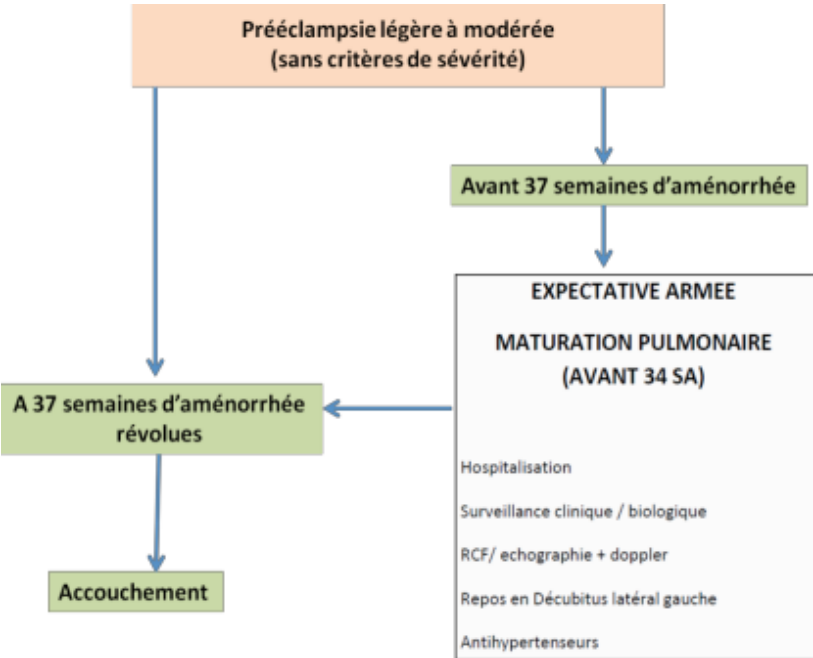 Prééclampsie légère à modérée
(sans critères de sévérité)
Avant 37 semaines d'aménorrhée
EXPECTATIVE ARMEE
MATURATION PULMONAIRE
(AVANT 34 SA)
Hospitalisation
Surveillance clinique / biologique
RCF/ echographie + doppler
Repos en Décubitus latéral gauche
Antihypertenseurs
A 37 semaines d'aménorrhée
révolues
Accouchement